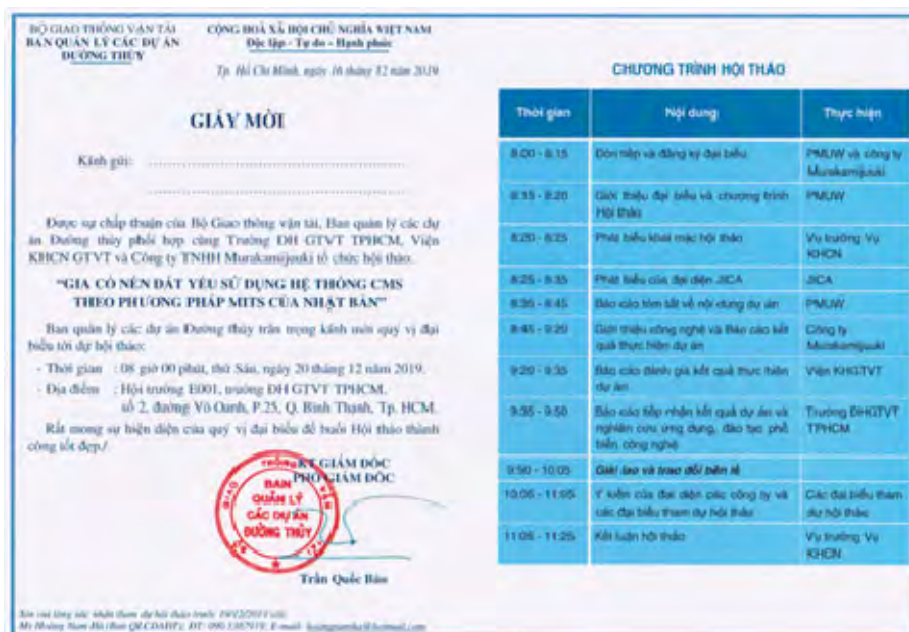 BỘ GIAO THÔNG VẬN TẢI
BAN QUẢN LÝ CÁC DỰ ÁN
ĐƯỜNG THỦY
CỘNG HOÀ XÃ HỘI CHỦ NGHĨA VIỆT NAM
Độc lập - Tự do - Hạnh phúc
Tp. Hồ Chí Minh, ngày 16 tháng 12 năm 2019
GIẤY MỜI
Kính gửi:
Được sự chấp thuận của Bộ Giao thông vận tải, Ban quản lý các dự
án Đường thủy phối hợp cùng Trường ĐH GTVT TPHCM, Viện
KHCN GTVT và Công ty TNHH Murakamijuuki tổ chức hội thảo:
“GIA CỐ NỀN ĐẤT YẾU SỬ DỤNG HỆ THỐNG CMS
THEO PHƯƠNG PHÁP MITS CỦA NHẬT BẢN”
Ban quản lý các dự án Đường thủy trân trọng kính mời quý vị đại
biểu tới dự hội thảo:
- Thời gian : 08 giờ 00 phút, thứ Sáu, ngày 20 tháng 12 năm 2019.
- Địa điểm : Hội trường E001, trường ĐH GTVT TPHCM.
số 2, đường Võ Oanh, P.25, Q. Bình Thạnh, Tp. HCM.
Rất mong sự hiện diện của quý vị đại biểu để buổi Hội thảo thành
công tốt đẹp./.
KT GIÁM ĐỐC
PHÓ GIÁM ĐỐC
BAN
QUẢN LÝ
CÁC DỰ ÁN
ĐƯỜNG THỦY
Trần Quốc Bảo
Xin vui lòng xác nhận tham dự hội thảo trước 19/12/2019
CHƯƠNG TRÌNH HỘI THẢO
Thời gian Nội dung Thực hiện
8:00 - 8:15 Đón tiếp và đăng ký đại biểu PMUW và công ty
Murakamijuuki
8:15 - 8:20 Giới thiệu đại biểu và chương trình PMUW
Hội thảo
8:20 - 8:25 Phát biểu khai mạc hội thảo Vụ trưởng Vụ
KHCN
8:25 - 8:35 Phát biểu của đại diện JICA JICA
8:35 - 8:45 Báo cáo tóm tắt về nội dung dự án PMUW
8:45 - 9:20 Giới thiệu công nghệ và Báo cáo kết Công ty
quả thực hiện dự án Murakamijuuki
9:20 - 9:35 Báo cáo đánh giá kết quả thực hiện Viện KHGTVT
dự án
9:35 - 9:50 Báo cáo tiếp nhận kết quả dự án và Trường ĐHGTVT
nghiên cứu ứng dụng, đào tạo, phổ TPHCM
biến công nghệ
9:50 - 10:05 Giải lao và trao đổi bên lề
10:05 - 11:05 Ý kiến của đại diện các công ty và Các đại biểu tham
các đại biểu tham dự hội thảo dự hội thảo
11:05 - 11:25 Kết luận hội thảo Vụ trưởng Vụ
KHCN